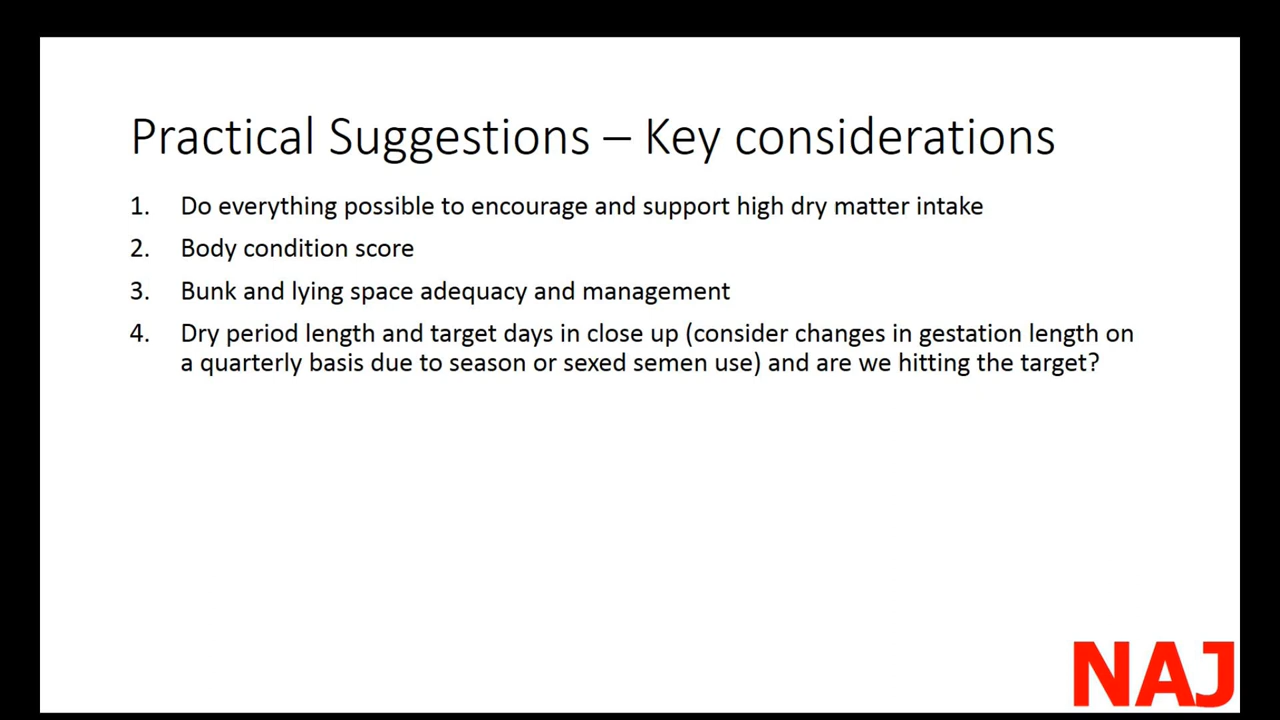 Practical Suggestions – Key considerations
1. Do everything possible to encourage and support high dry matter intake
2. Body condition score
3. Bunk and lying space adequacy and management
4. Dry period length and target days in close up (consider changes in gestation length on
a quarterly basis due to season or sexed semen use) and are we hitting the target?
NAJ